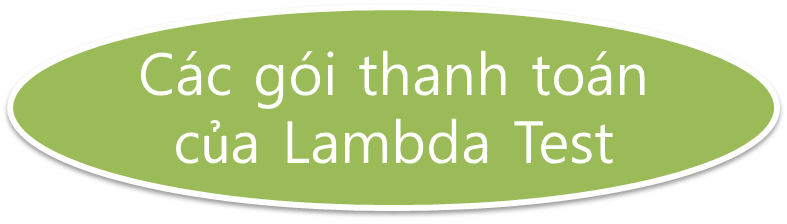 Các gói thanh toán
của Lambda Test